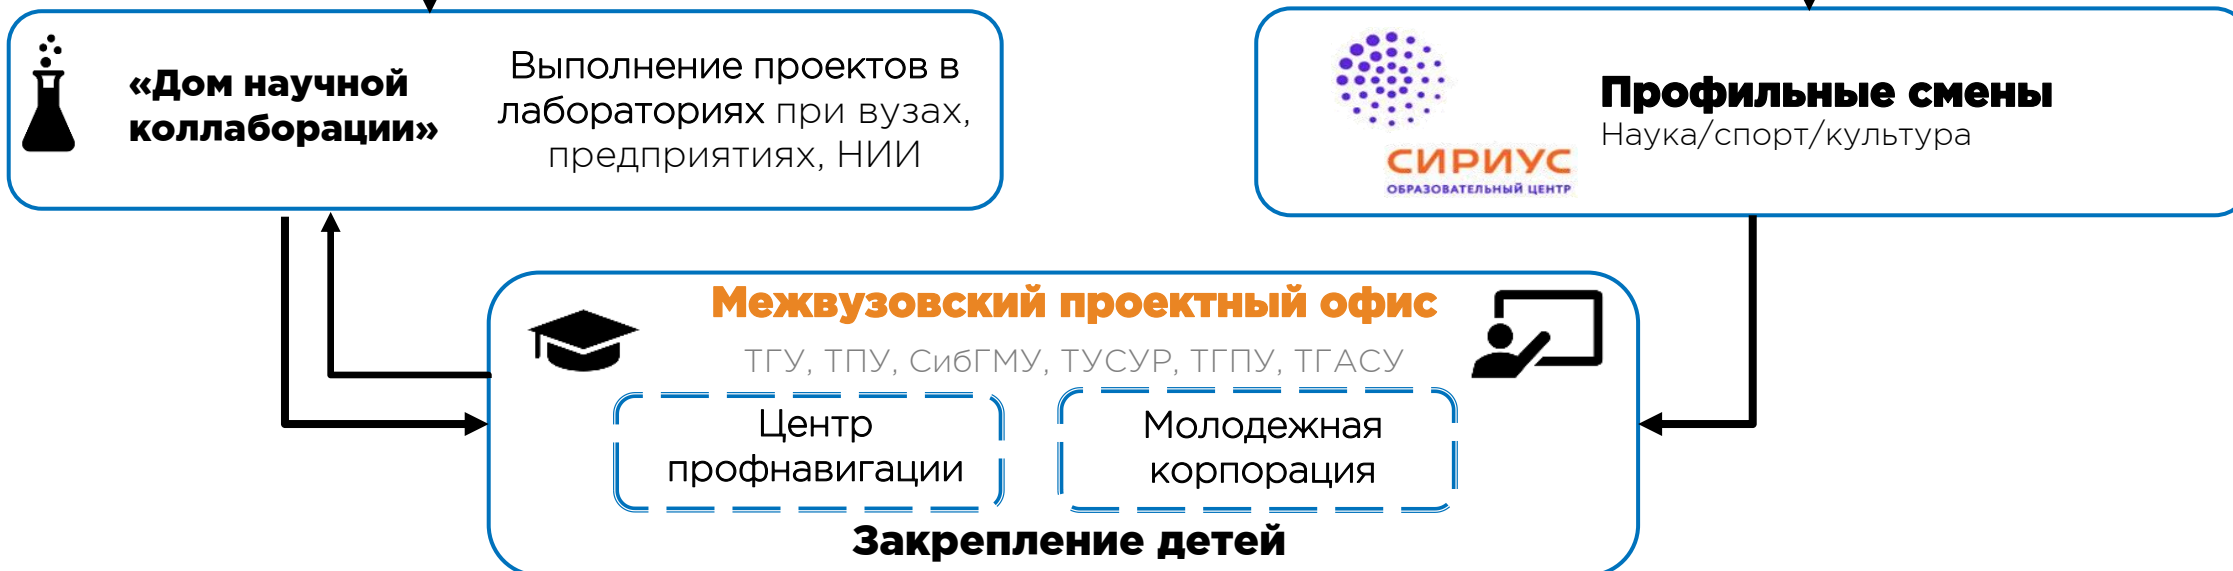 «Дом научной
коллаборации»
Выполнение проектов в
лабораториях при вузах,
предприятиях, НИИ
СИРИУС
ОБРАЗОВАТЕЛЬНЫЙ ЦЕНТР
Профильные смены
Наука/спорт/культура
Межвузовский проектный офис
ТГУ, ТПУ, СибГМУ, ТУСУР, ТГПУ, ТГАСУ
Центр
профнавигации
Молодежная
корпорация
Закрепление детей